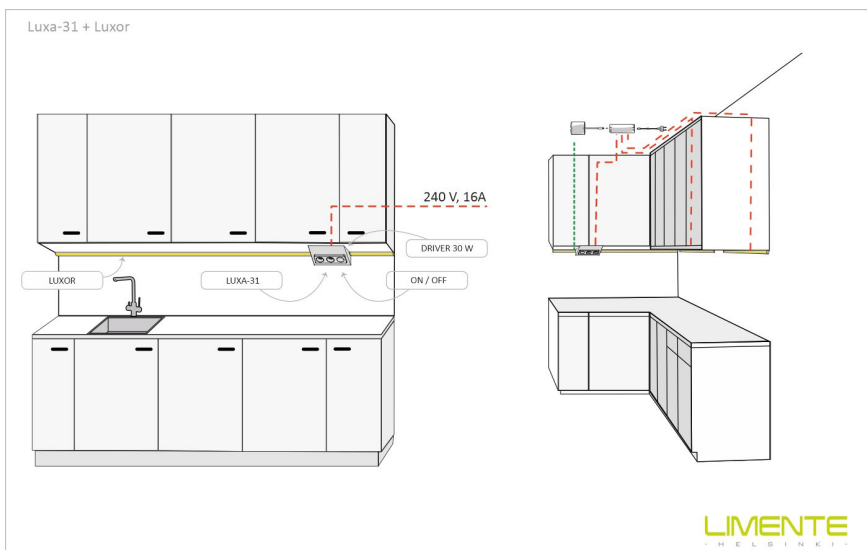 Luxa-31 + Luxor
240 V, 16A
DRIVER 30 W
LUXOR
LUXA-31
ON / OFF
LIMENTE
· HELSINKI ·